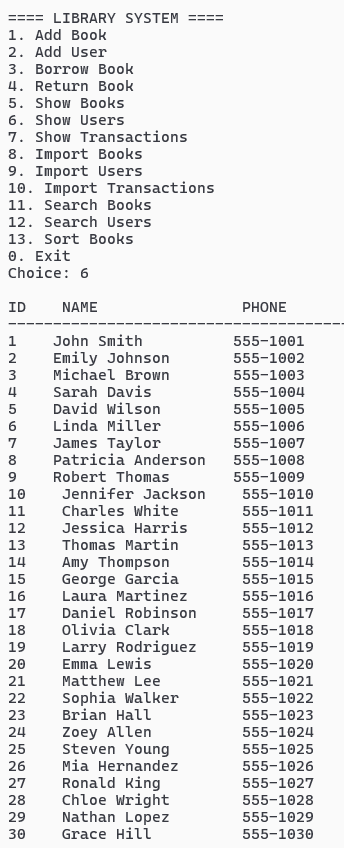 ==== LIBRARY SYSTEM ====
1. Add Book
2. Add User
3. Borrow Book
4. Return Book
5. Show Books
6. Show Users
7. Show Transactions
8. Import Books
9. Import Users
10. Import Transactions
11. Search Books
12. Search Users
13. Sort Books
0. Exit
Choice: 6

ID    NAME                PHONE
--------------------------------------
1    John Smith          555-1001
2    Emily Johnson       555-1002
3    Michael Brown       555-1003
4    Sarah Davis         555-1004
5    David Wilson        555-1005
6    Linda Miller        555-1006
7    James Taylor        555-1007
8    Patricia Anderson   555-1008
9    Robert Thomas       555-1009
10    Jennifer Jackson    555-1010
11    Charles White       555-1011
12    Jessica Harris      555-1012
13    Thomas Martin       555-1013
14    Amy Thompson        555-1014
15    George Garcia       555-1015
16    Laura Martinez      555-1016
17    Daniel Robinson     555-1017
18    Olivia Clark        555-1018
19    Larry Rodriguez     555-1019
20    Emma Lewis          555-1020
21    Matthew Lee         555-1021
22    Sophia Walker       555-1022
23    Brian Hall          555-1023
24    Zoey Allen          555-1024
25    Steven Young        555-1025
26    Mia Hernandez       555-1026
27    Ronald King         555-1027
28    Chloe Wright        555-1028
29    Nathan Lopez        555-1029
30    Grace Hill          555-1030